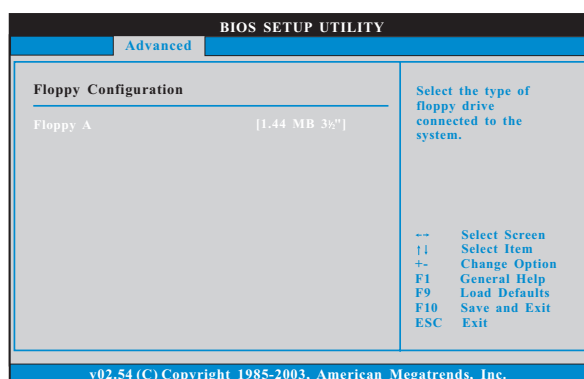 BIOS SETUP UTILITY
Advanced
Floppy Configuration
Floppy A [1.44 MB 3½"]
Select the type of
floppy drive
connected to the
system.
←→ Select Screen
↑↓ Select Item
+- Change Option
F1 General Help
F9 Load Defaults
F10 Save and Exit
ESC Exit
v02.54 (C) Copyright 1985-2003, American Megatrends, Inc.